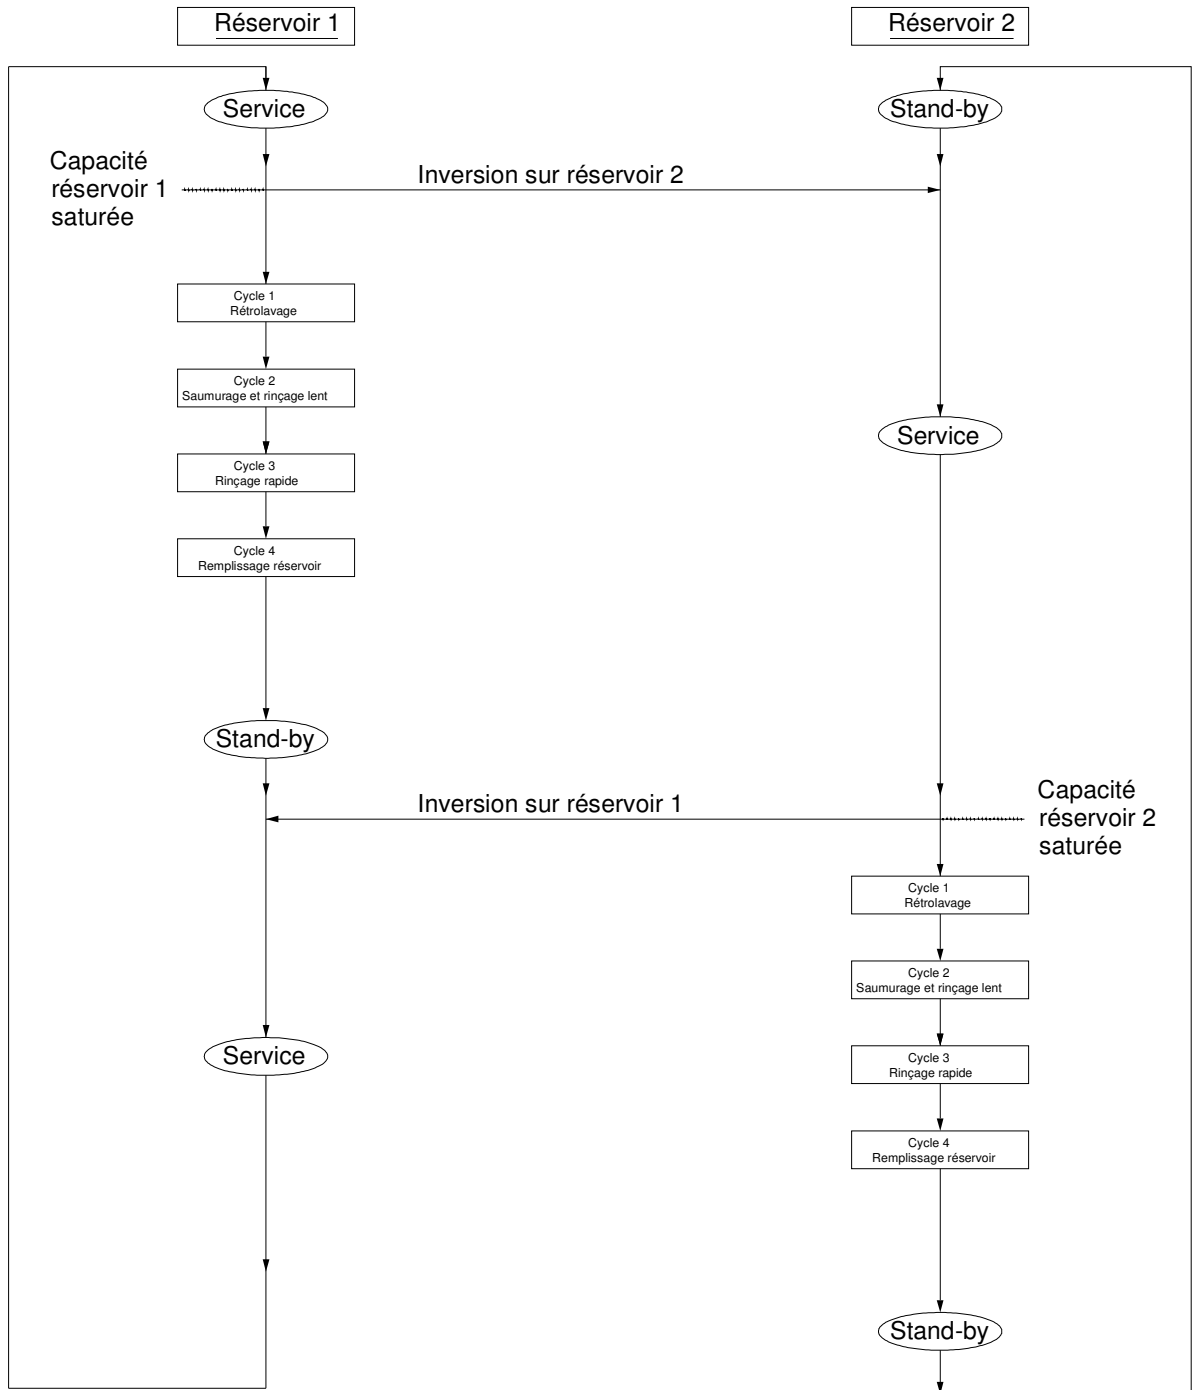 Réservoir 1
Réservoir 2
Service
Stand-by
Capacité
réservoir 1
saturée
Inversion sur réservoir 2
Cycle 1
Rétrolavage
Cycle 2
Saumurage et rinçage lent
Service
Cycle 3
Rinçage rapide
Cycle 4
Remplissage réservoir
Stand-by
Inversion sur réservoir 1
Capacité
réservoir 2
saturée
Cycle 1
Rétrolavage
Cycle 2
Saumurage et rinçage lent
Service
Cycle 3
Rinçage rapide
Cycle 4
Remplissage réservoir
Stand-by